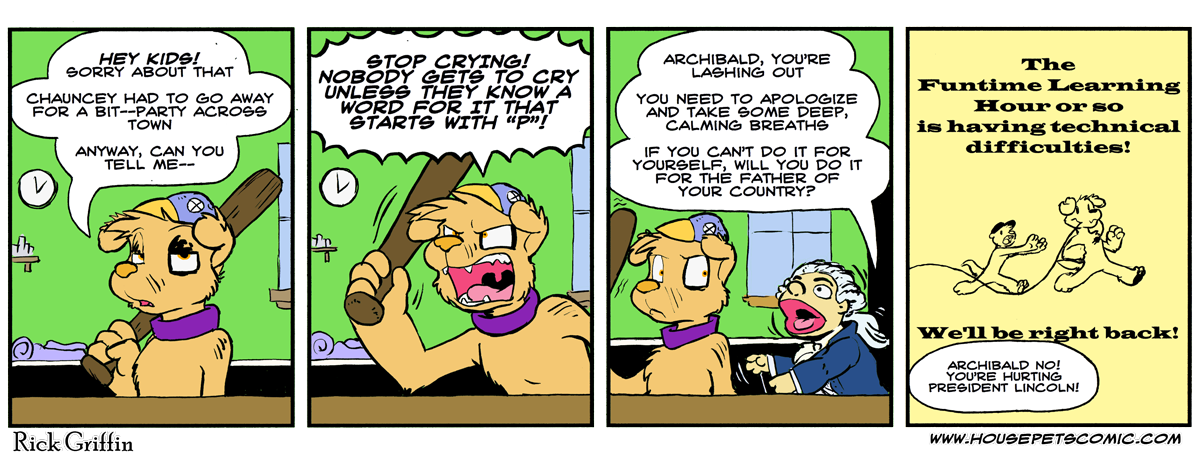 HEY KIDS!
SORRY ABOUT THAT
CHAUNCEY HAD TO GO AWAY
FOR A BIT--PARTY ACROSS
TOWN
ANYWAY, CAN YOU
TELL ME--
STOP CRYING!
NOBODY GETS TO CRY
UNLESS THEY KNOW A
WORD FOR IT THAT
STARTS WITH "P"!
ARCHIBALD, YOU'RE
LASHING OUT
YOU NEED TO APOLOGIZE
AND TAKE SOME DEEP,
CALMING BREATHS
IF YOU CAN'T DO IT FOR
YOURSELF, WILL YOU DO IT
FOR THE FATHER OF
YOUR COUNTRY?
The
Funtime Learning
Hour or so
is having technical
difficulties!
We'll be right back!
ARCHIBALD NO!
YOU'RE HURTING
PRESIDENT LINCOLN!
Rick Griffin
WWW.HOUSEPETSCOMIC.COM